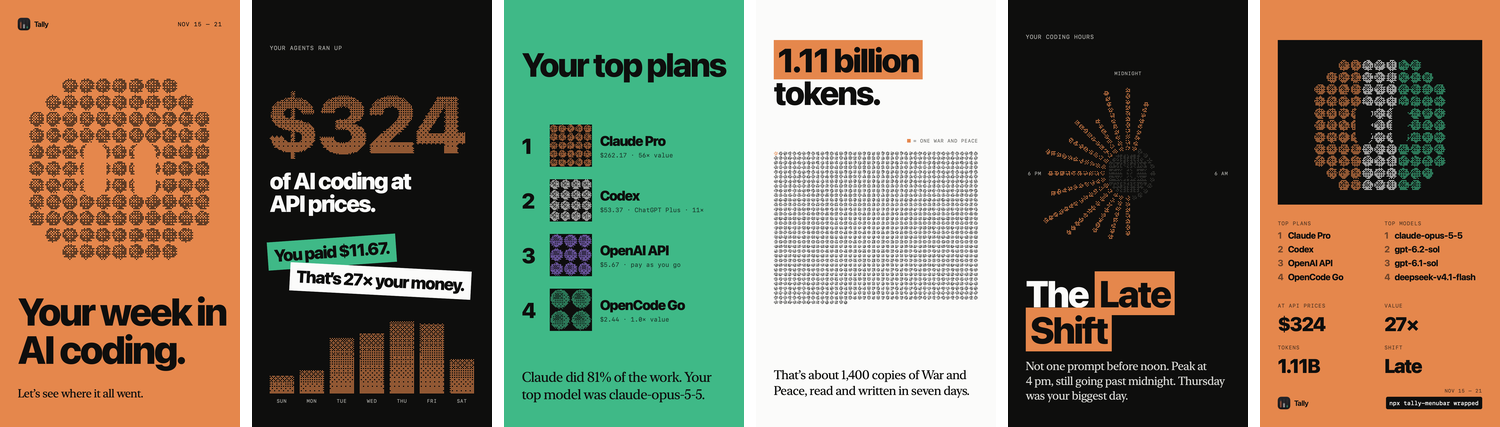 Tally
NOV 15 — 21
Your week in
AI coding.
Let's see where it all went.
YOUR AGENTS RAN UP
$324
of AI coding at
API prices.
You paid $11.67.
That's 27× your money.
SUN MON TUE WED THU FRI SAT
Your top plans
1 Claude Pro
$262.17 · 56× value
2 Codex
$53.37 · ChatGPT Plus · 11×
3 OpenAI API
$5.67 · pay as you go
4 OpenCode Go
$2.44 · 1.0× value
Claude did 81% of the work. Your
top model was claude-opus-5-5.
1.11 billion
tokens.
= ONE WAR AND PEACE
That's about 1,400 copies of War and
Peace, read and written in seven days.
YOUR CODING HOURS
MIDNIGHT
6 PM
6 AM
The Late
Shift
Not one prompt before noon. Peak at
4 pm, still going past midnight. Thursday
was your biggest day.
TOP PLANS
1 Claude Pro
2 Codex
3 OpenAI API
4 OpenCode Go
TOP MODELS
1 claude-opus-5-5
2 gpt-6.2-sol
3 gpt-6.1-sol
4 deepseek-v4.1-flash
AT API PRICES
$324
VALUE
27×
TOKENS
1.11B
SHIFT
Late
NOV 15 — 21
Tally
npx tally-menubar wrapped